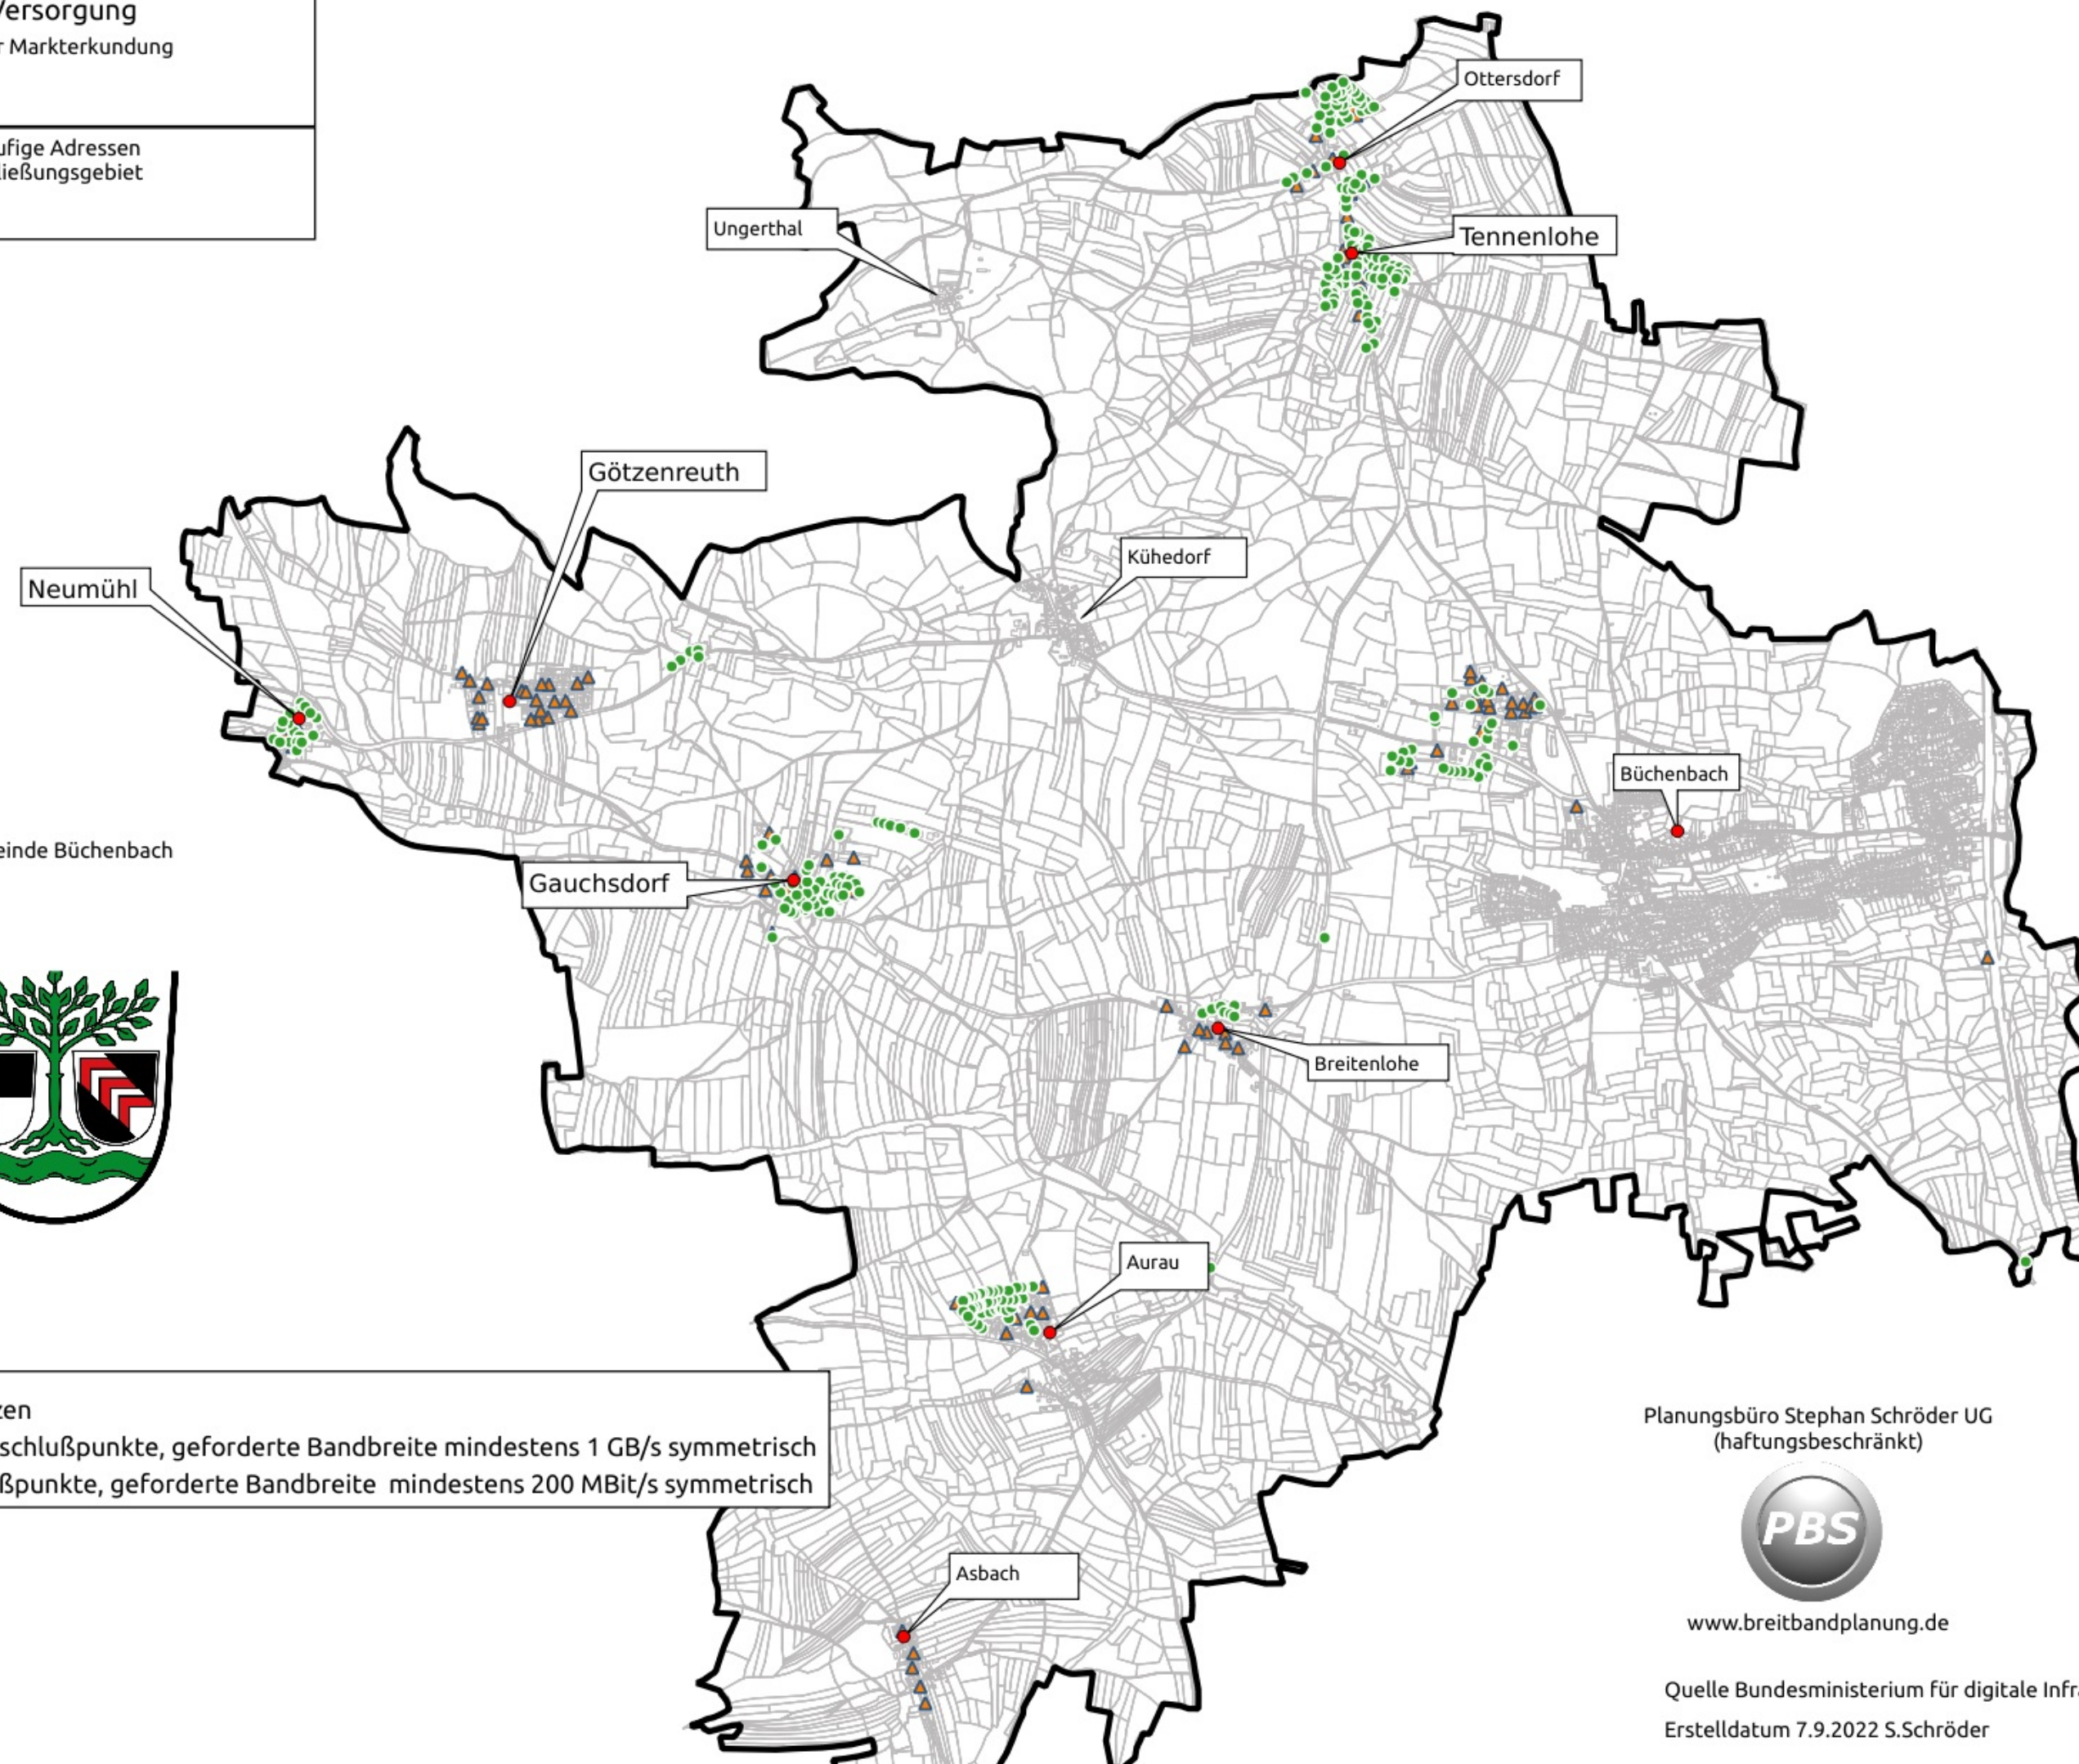 Versorgung
r Markterkundung
ufige Adressen
ließungsgebiet
Ottersdorf
Ungerthal
Tennenlohe
Götzenreuth
Kühedorf
Neumühl
Büchenbach
einde Büchenbach
Gauchsdorf
Breitenlohe
Aurau
zen
schlußpunkte, geforderte Bandbreite mindestens 1 GB/s symmetrisch
ßpunkte, geforderte Bandbreite mindestens 200 MBit/s symmetrisch
Planungsbüro Stephan Schröder UG
(haftungsbeschränkt)
PBS
www.breitbandplanung.de
Asbach
Quelle Bundesministerium für digitale Infr
Erstelldatum 7.9.2022 S.Schröder